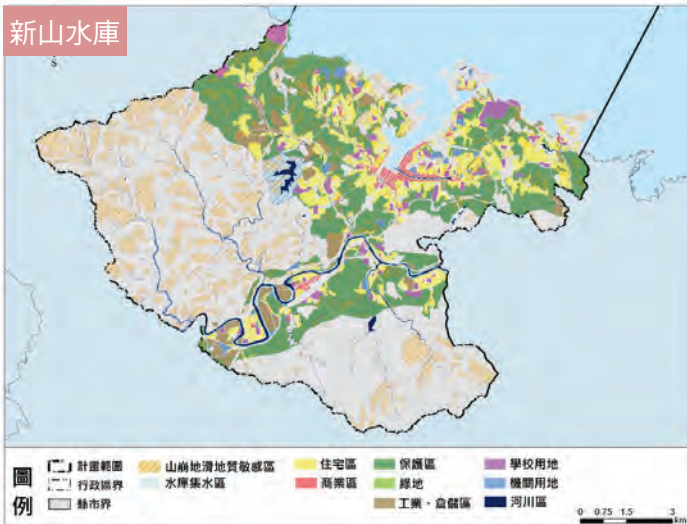 新山水庫
圖例
計畫範圍
行政區界
縣市界
山崩地滑地質敏感區
水庫集水區
住宅區
商業區
保護區
綠地
工業、倉儲區
學校用地
機關用地
河川區
0 0.75 1.5 3
km